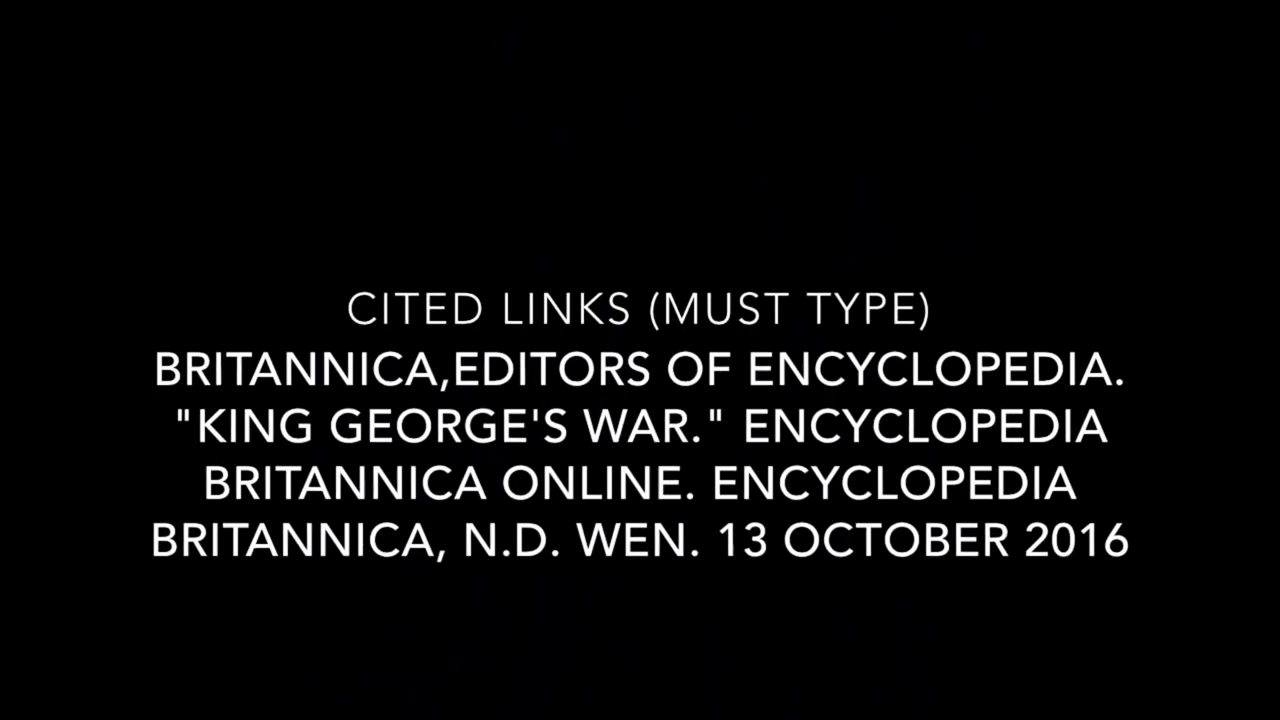 CITED LINKS (MUST TYPE)
BRITANNICA,EDITORS OF ENCYCLOPEDIA.
"KING GEORGE'S WAR." ENCYCLOPEDIA
BRITANNICA ONLINE. ENCYCLOPEDIA
BRITANNICA, N.D. WEN. 13 OCTOBER 2016